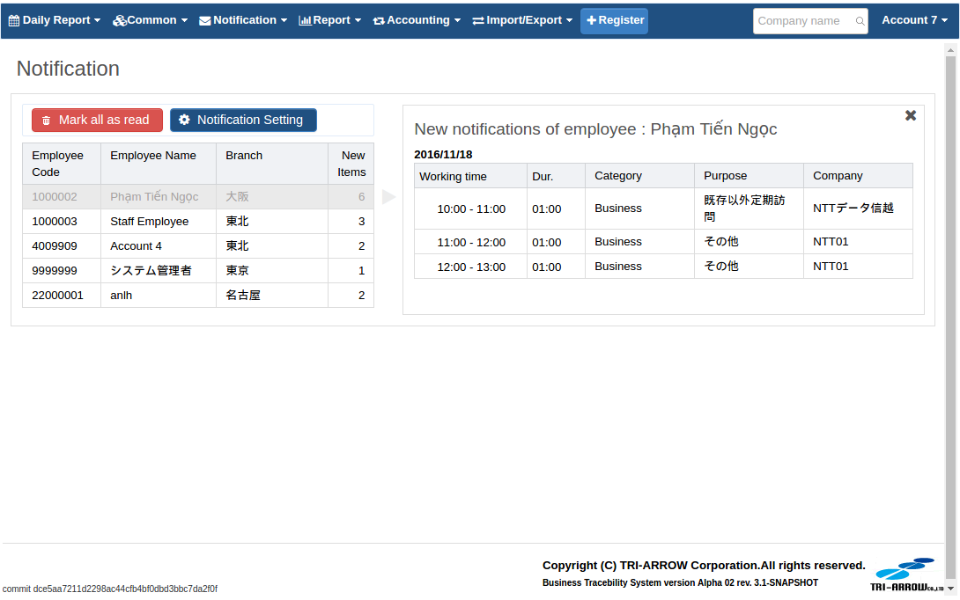 Daily Report Common Notification Report Accounting Import/Export Register Company name Account 7
Notification
Mark all as read Notification Setting
Employee Code Employee Name Branch New Items
1000002 Phạm Tiến Ngọc 大阪 6
1000003 Staff Employee 東北 3
4009909 Account 4 東北 2
9999999 システム管理者 東京 1
22000001 anlh 名古屋 2
New notifications of employee : Phạm Tiến Ngọc
2016/11/18
Working time Dur. Category Purpose Company
10:00 - 11:00 01:00 Business 既存以外定期訪問 NTTデータ信越
11:00 - 12:00 01:00 Business その他 NTT01
12:00 - 13:00 01:00 Business その他 NTT01
Copyright (C) TRI-ARROW Corporation.All rights reserved.
Business Tracebility System version Alpha 02 rev. 3.1-SNAPSHOT
TRI-ARROW CO.,LTD
commit dce5aa7211d2298ac44cfb4bf0dbd3bbc7da2f0f